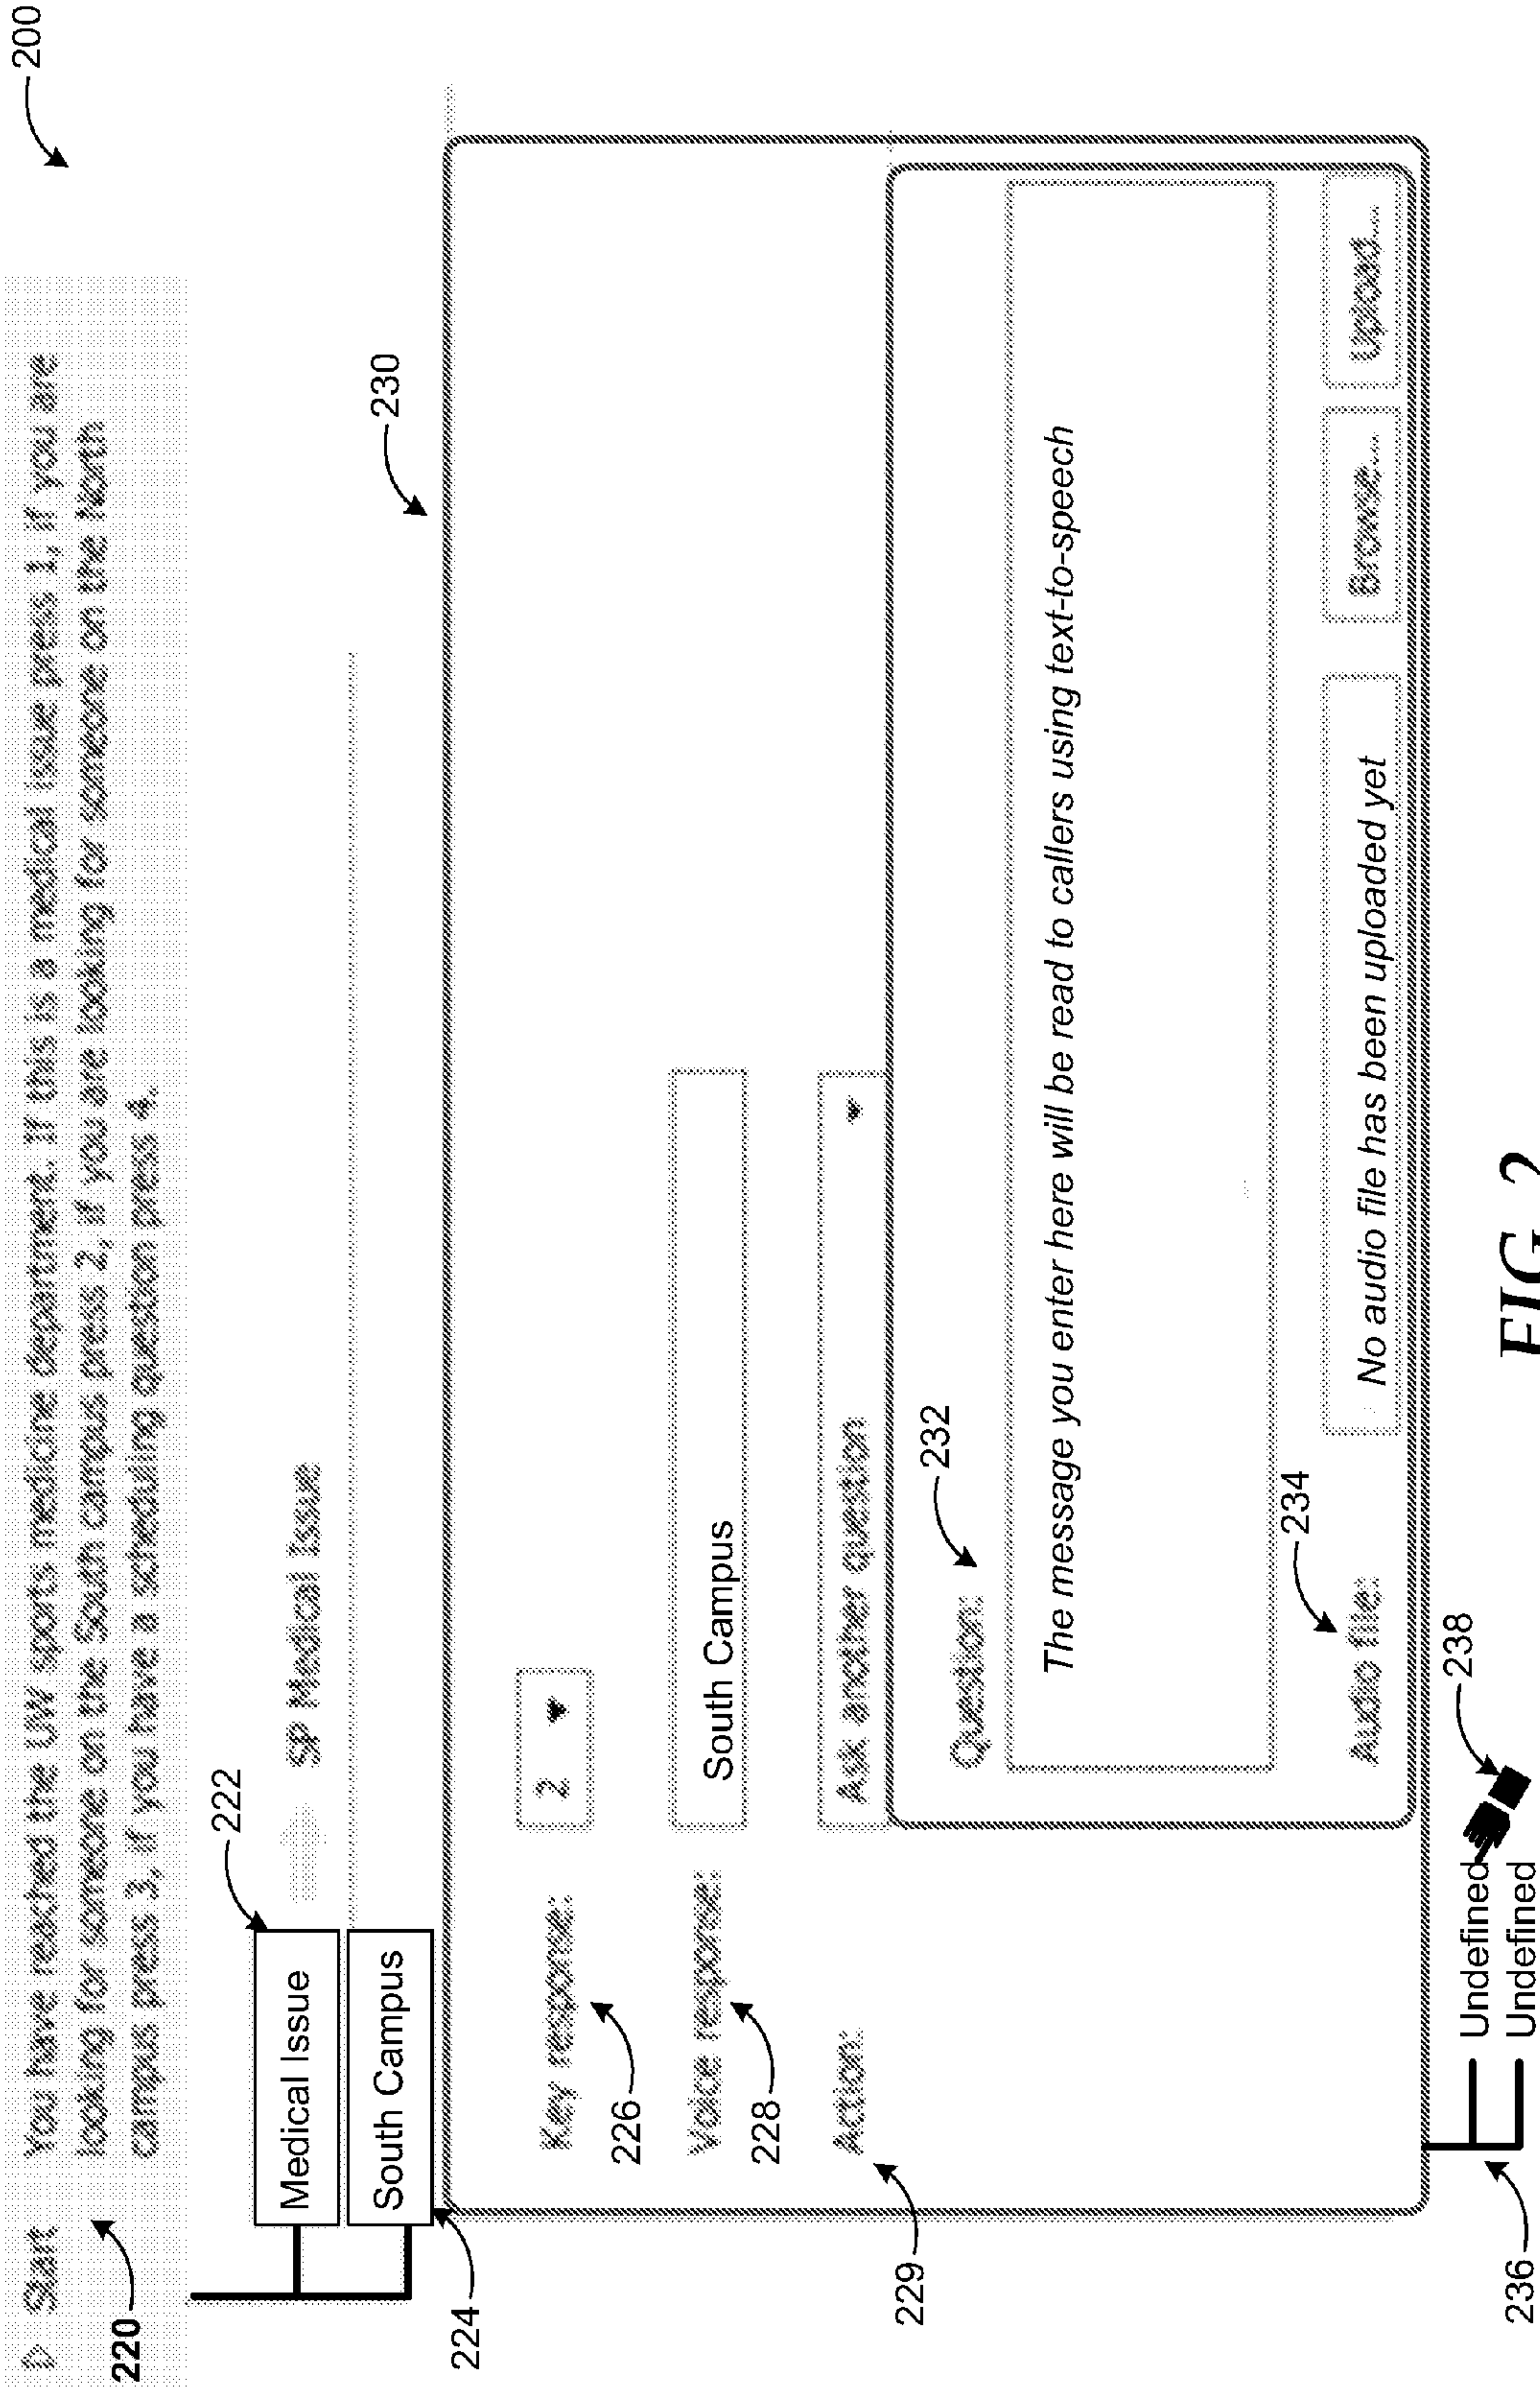 200
▷ Start You have reached the UW sports medicine department. If this is a medical issue press 1, if you are
looking for someone on the South campus press 2, if you are looking for someone on the North
campus press 3, if you have a scheduling question press 4.
220
222
Medical Issue SP Medical Issue
South Campus
224
230
Key response: 2
226
Voice response: South Campus
228
Action: Ask another question
229
Question:
232
The message you enter here will be read to callers using text-to-speech
234
Audio file: No audio file has been uploaded yet Browse... Upload...
238
Undefined
Undefined
236
FIG. 2